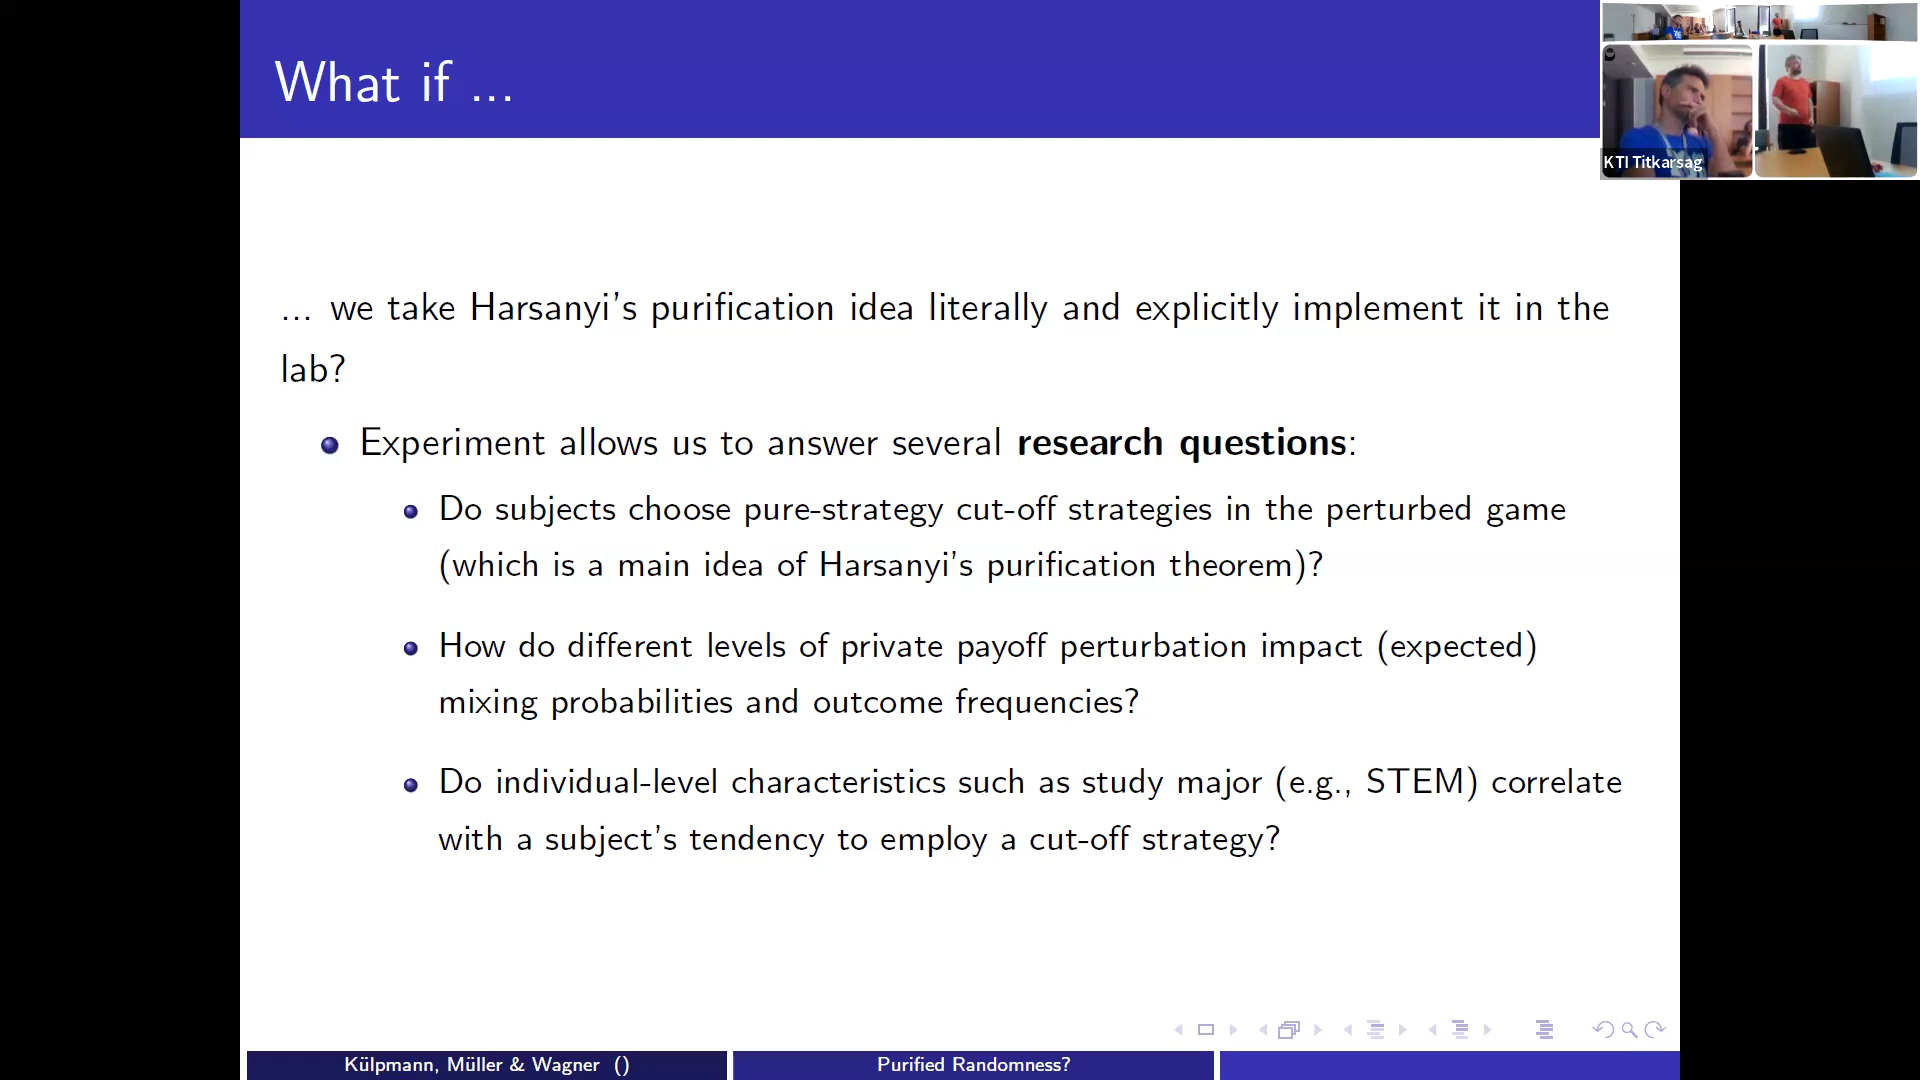 What if ...
KTI Titkarsag
... we take Harsanyi's purification idea literally and explicitly implement it in the
lab?
Experiment allows us to answer several research questions:
Do subjects choose pure-strategy cut-off strategies in the perturbed game
(which is a main idea of Harsanyi's purification theorem)?
How do different levels of private payoff perturbation impact (expected)
mixing probabilities and outcome frequencies?
Do individual-level characteristics such as study major (e.g., STEM) correlate
with a subject's tendency to employ a cut-off strategy?
Külpmann, Müller & Wagner ()
Purified Randomness?